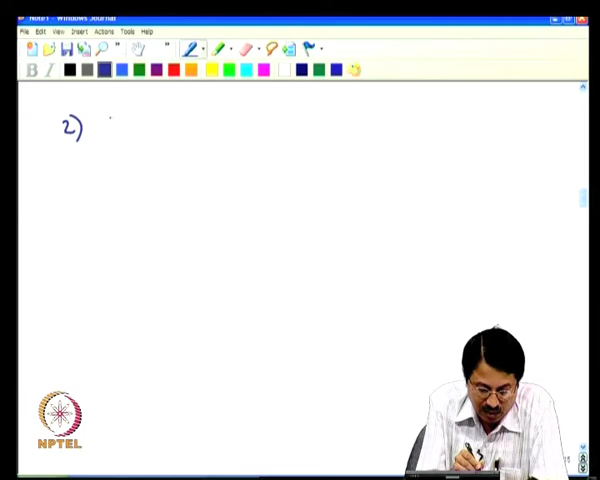 Note1 - Windows Journal
File Edit View Insert Actions Tools Help
B I
2)
NPTEL